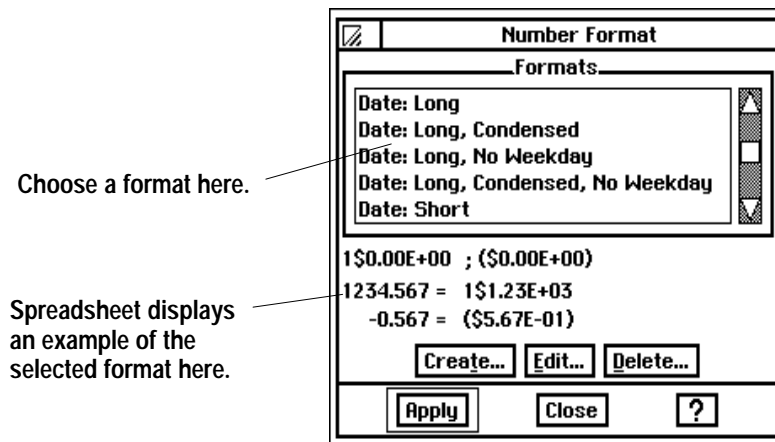 Number Format
Formats
Date: Long
Date: Long, Condensed
Date: Long, No Weekday
Date: Long, Condensed, No Weekday
Date: Short
Choose a format here.
1$0.00E+00 ; ($0.00E+00)
1234.567 = 1$1.23E+03
-0.567 = ($5.67E-01)
Spreadsheet displays
an example of the
selected format here.
Create... Edit... Delete...
Apply Close ?